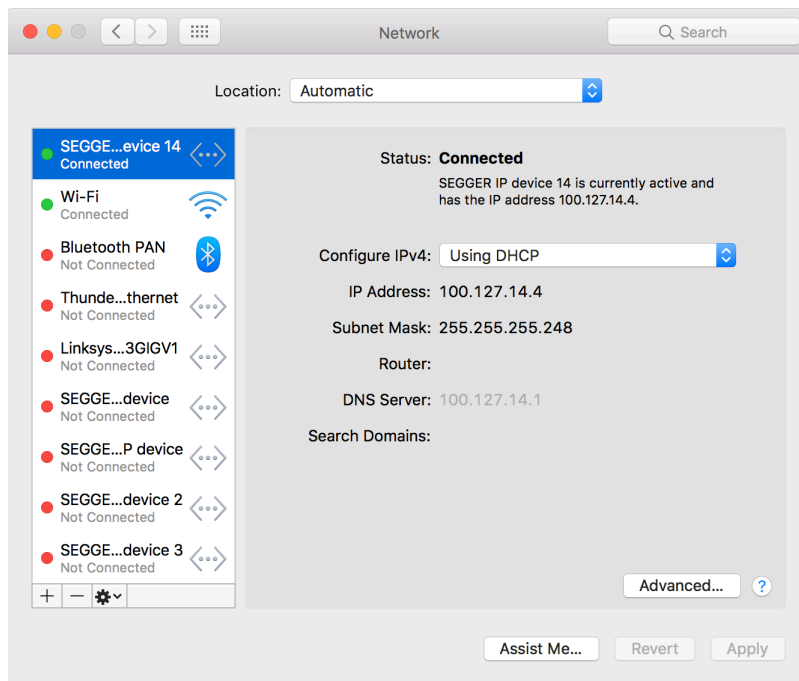 Network
Search
Location: Automatic
SEGGE...evice 14
Connected
Wi-Fi
Connected
Bluetooth PAN
Not Connected
Thunde...thernet
Not Connected
Linksys...3GIGV1
Not Connected
SEGGE...device
Not Connected
SEGGE...P device
Not Connected
SEGGE...device 2
Not Connected
SEGGE...device 3
Not Connected
Status: Connected
SEGGER IP device 14 is currently active and
has the IP address 100.127.14.4.
Configure IPv4: Using DHCP
IP Address: 100.127.14.4
Subnet Mask: 255.255.255.248
Router:
DNS Server: 100.127.14.1
Search Domains:
Advanced... ?
Assist Me... Revert Apply